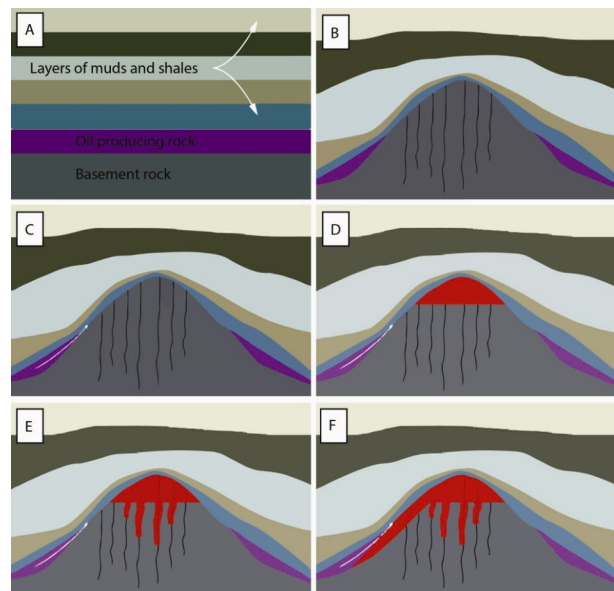 A
B
Layers of muds and shales
Oil producing rock
Basement rock
C
D
E
F